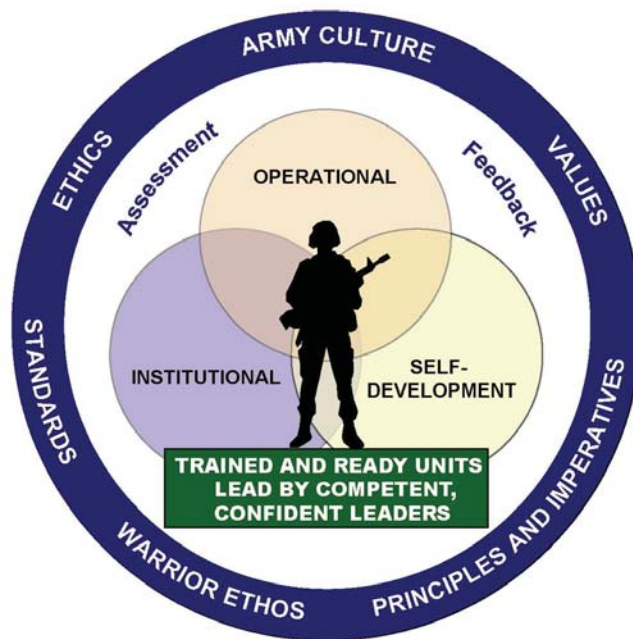 ARMY CULTURE
ETHICS
VALUES
Assessment
Feedback
OPERATIONAL
INSTITUTIONAL
SELF-
DEVELOPMENT
STANDARDS
PRINCIPLES AND IMPERATIVES
TRAINED AND READY UNITS
LEAD BY COMPETENT,
CONFIDENT LEADERS
WARRIOR ETHOS